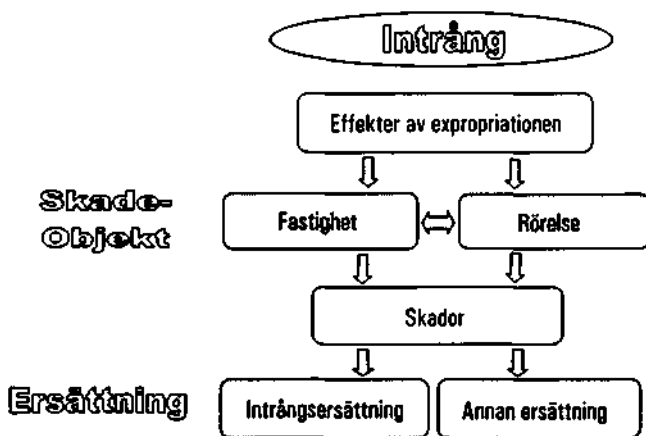 Intrång
Effekter av expropriationen
Skade-
Objekt
Fastighet
Rörelse
Skador
Ersättning
Intrångsersättning
Annan ersättning